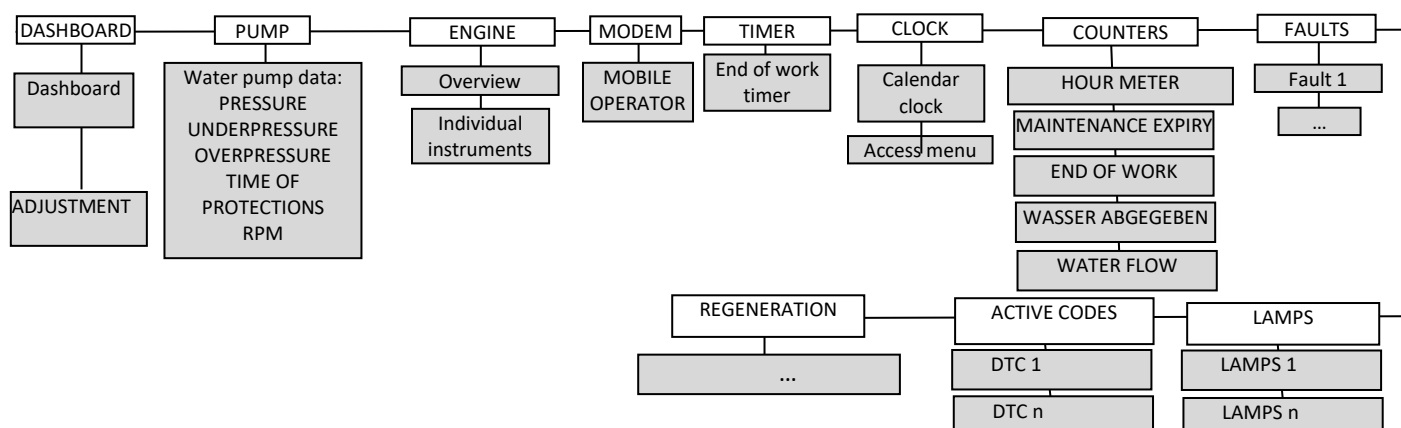 DASHBOARD
PUMP
ENGINE
MODEM
TIMER
CLOCK
COUNTERS
FAULTS
Dashboard
ADJUSTMENT
Water pump data:
PRESSURE
UNDERPRESSURE
OVERPRESSURE
TIME OF
PROTECTIONS
RPM
Overview
Individual
instruments
MOBILE
OPERATOR
End of work
timer
Calendar
clock
Access menu
HOUR METER
MAINTENANCE EXPIRY
END OF WORK
WASSER ABGEGEBEN
WATER FLOW
Fault 1
...
REGENERATION
ACTIVE CODES
LAMPS
...
DTC 1
DTC n
LAMPS 1
LAMPS n